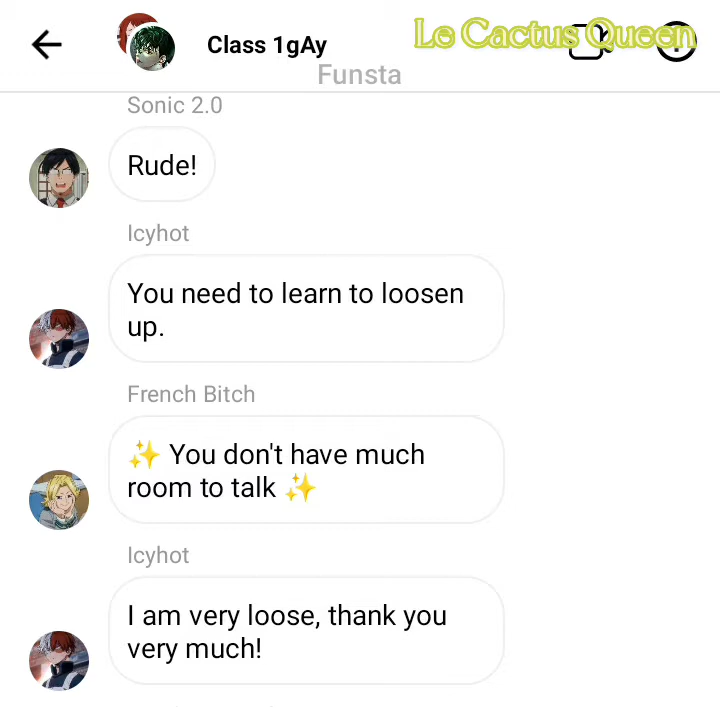 Class 1gAy
Le Cactus Queen
Funsta
Sonic 2.0
Rude!
Icyhot
You need to learn to loosen
up.
French Bitch
✨ You don't have much
room to talk ✨
Icyhot
I am very loose, thank you
very much!